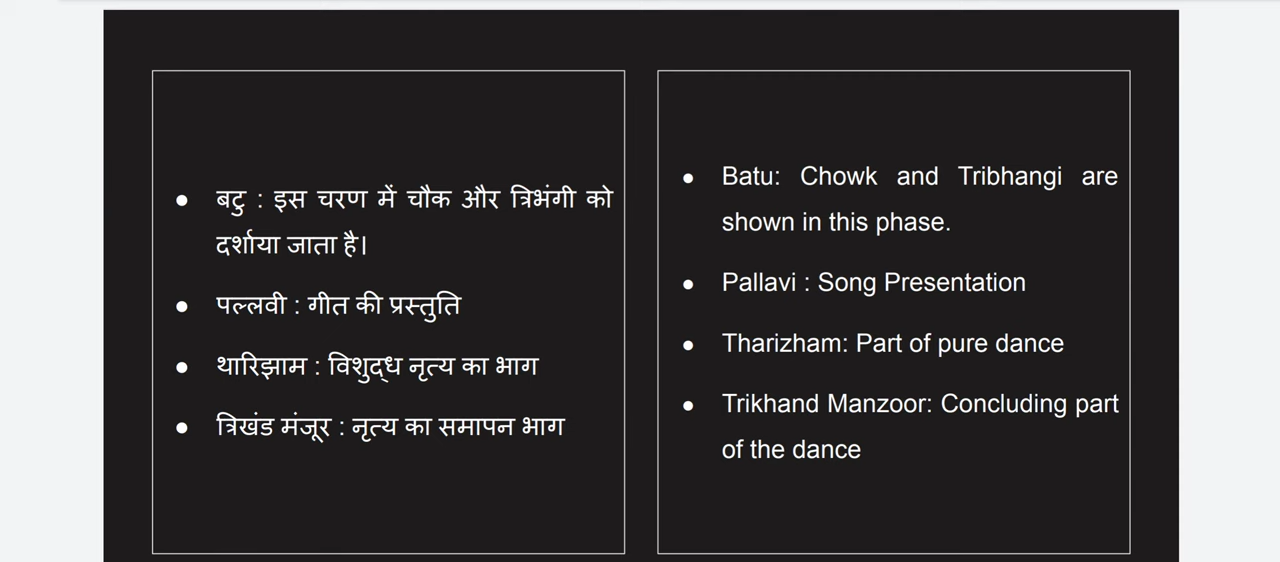 • बटु : इस चरण में चौक और त्रिभंगी को
दर्शाया जाता है।
• पल्लवी : गीत की प्रस्तुति
• थारिझाम : विशुद्ध नृत्य का भाग
• त्रिखंड मंजूर : नृत्य का समापन भाग
• Batu: Chowk and Tribhangi are
shown in this phase.
• Pallavi : Song Presentation
• Tharizham: Part of pure dance
• Trikhand Manzoor: Concluding part
of the dance